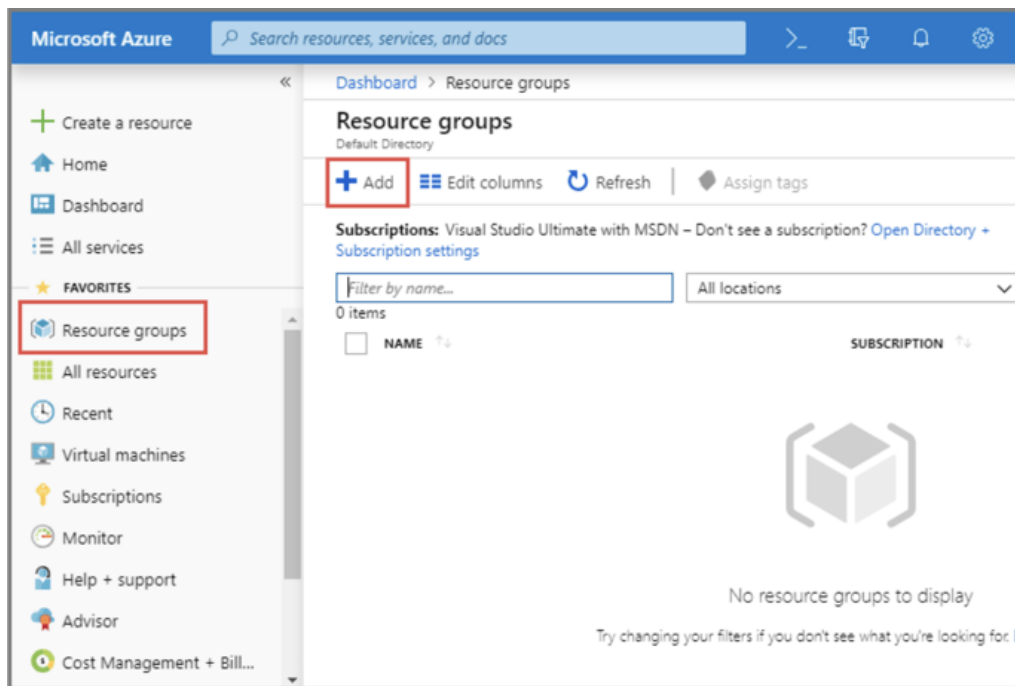 Microsoft Azure
Search resources, services, and docs
Dashboard > Resource groups
Resource groups
Default Directory
Add
Edit columns
Refresh
Assign tags
Subscriptions: Visual Studio Ultimate with MSDN – Don't see a subscription? Open Directory +
Subscription settings
Filter by name...
All locations
0 items
NAME
SUBSCRIPTION
No resource groups to display
Try changing your filters if you don't see what you're looking for.
Create a resource
Home
Dashboard
All services
FAVORITES
Resource groups
All resources
Recent
Virtual machines
Subscriptions
Monitor
Help + support
Advisor
Cost Management + Bill...